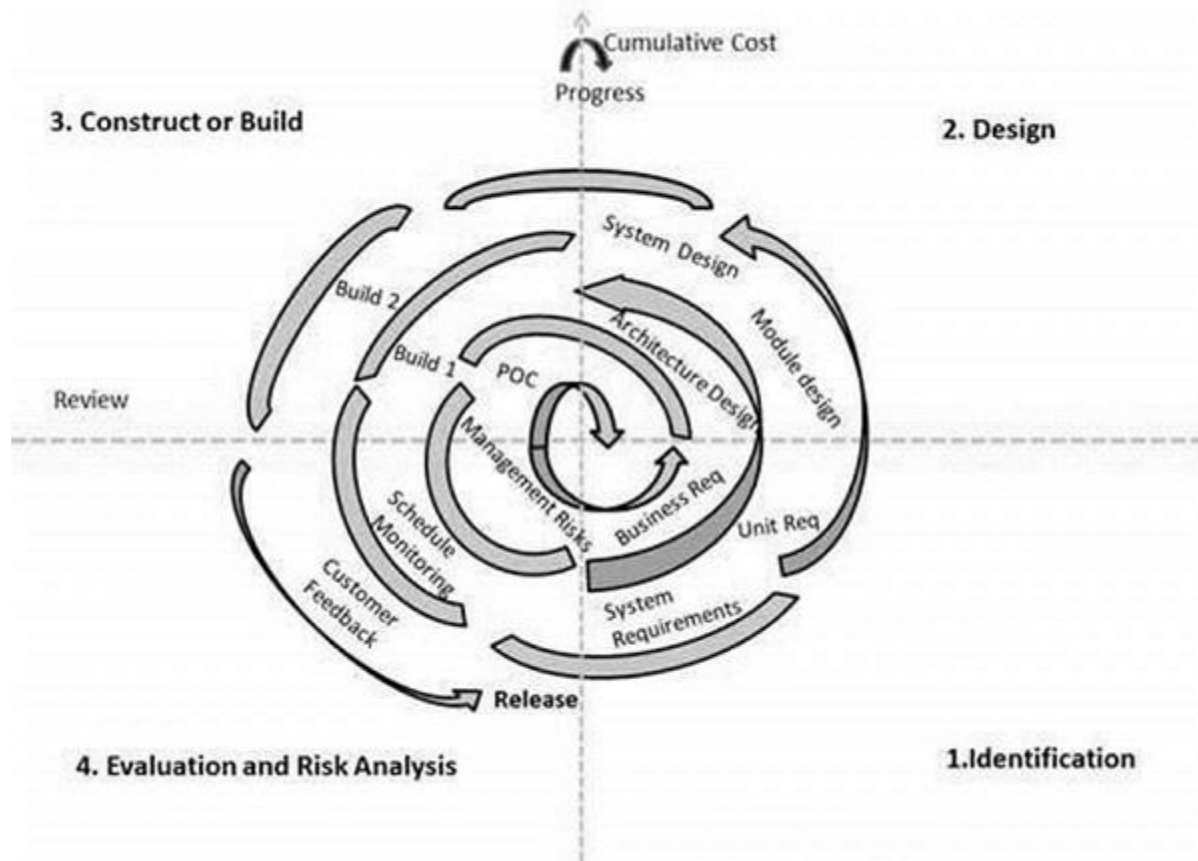 Cumulative Cost
Progress
3. Construct or Build
2. Design
System Design
Build 2
Module design
Architecture Design
Build 1
POC
Review
Management Risks
Business Req
Unit Req
Schedule
Monitoring
Customer
Feedback
System
Requirements
Release
4. Evaluation and Risk Analysis
1.Identification